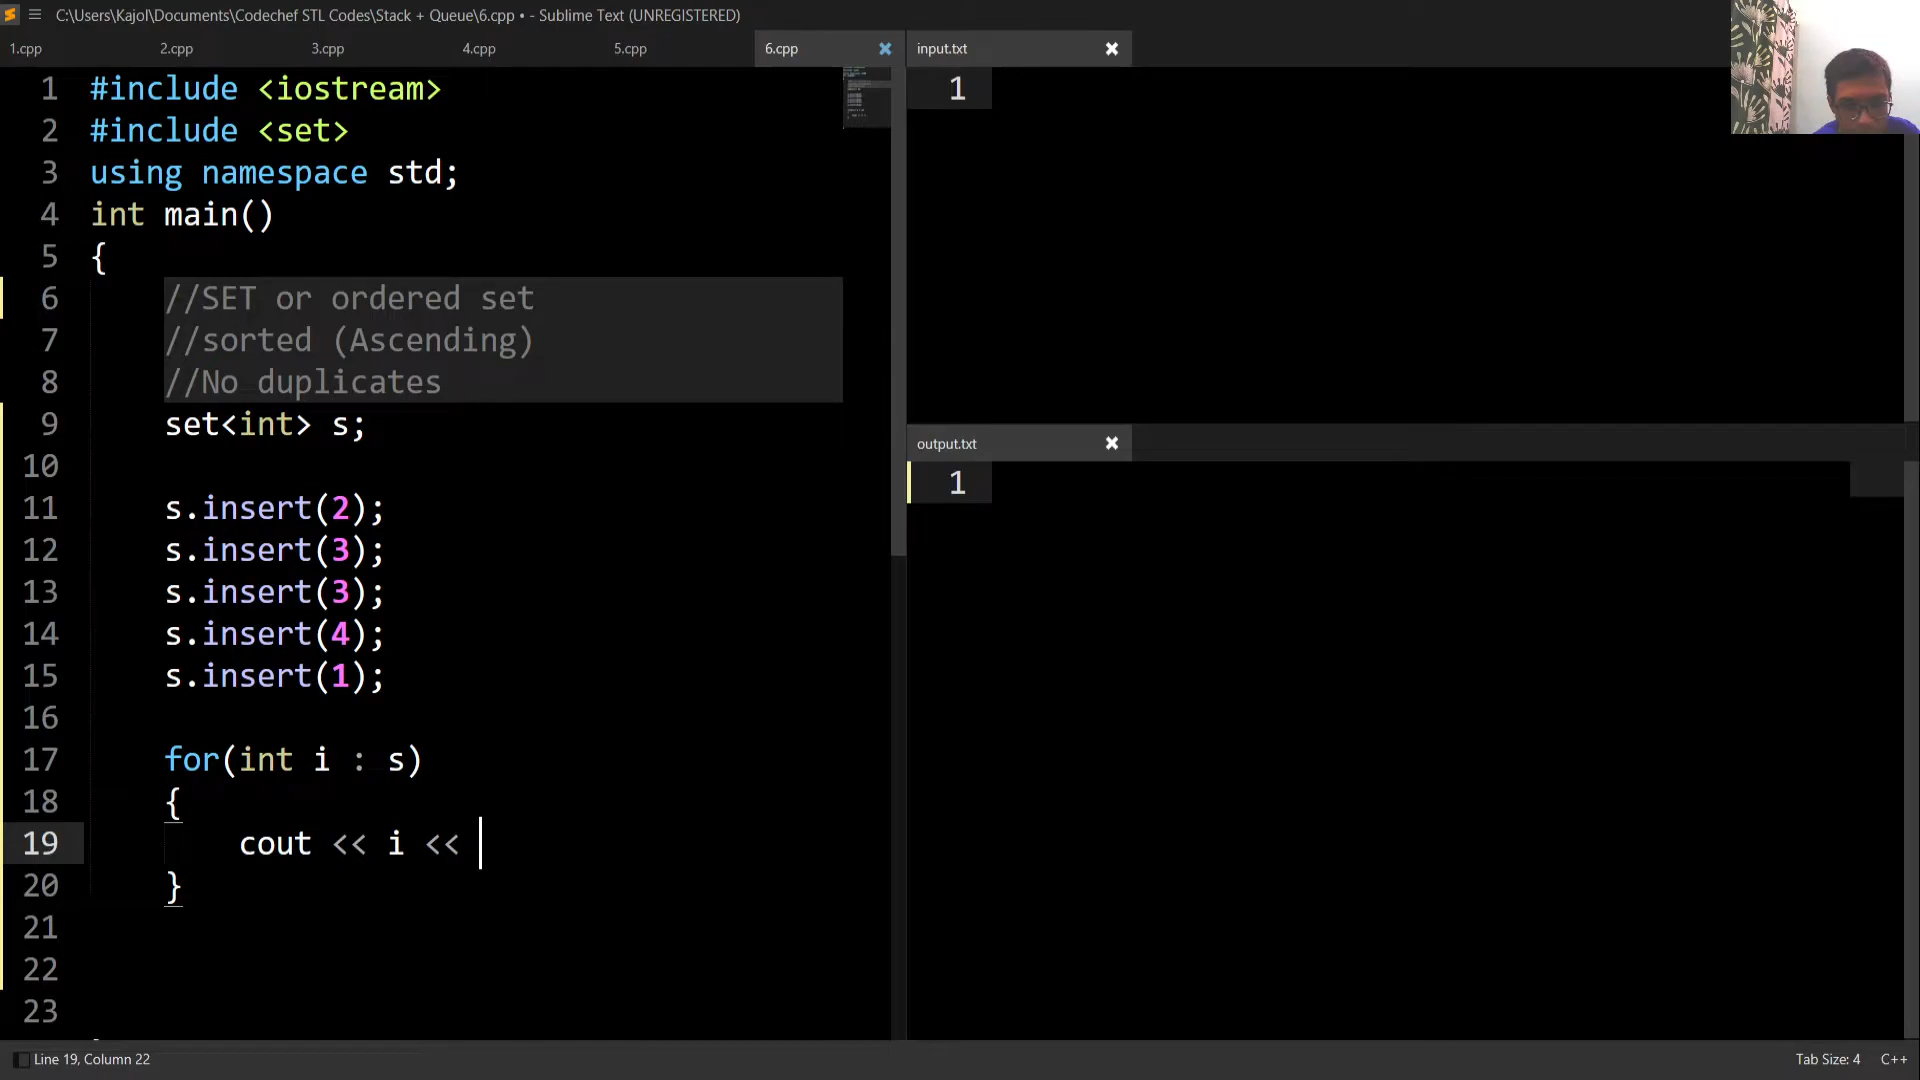 C:\Users\Kajol\Documents\Codechef STL Codes\Stack + Queue\6.cpp • - Sublime Text (UNREGISTERED)
1.cpp 2.cpp 3.cpp 4.cpp 5.cpp 6.cpp
1 #include <iostream>
2 #include <set>
3 using namespace std;
4 int main()
5 {
6 //SET or ordered set
7 //sorted (Ascending)
8 //No duplicates
9 set<int> s;
10
11 s.insert(2);
12 s.insert(3);
13 s.insert(3);
14 s.insert(4);
15 s.insert(1);
16
17 for(int i : s)
18 {
19 cout << i <<
20 }
21
22
23
input.txt
1
output.txt
1
Line 19, Column 22
Tab Size: 4 C++